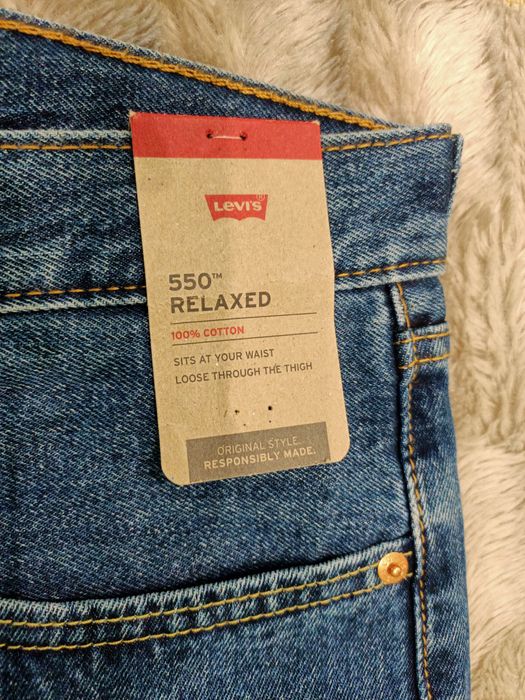 Levi's®
550™
RELAXED
100% COTTON
SITS AT YOUR WAIST
LOOSE THROUGH THE THIGH
ORIGINAL STYLE.
RESPONSIBLY MADE.